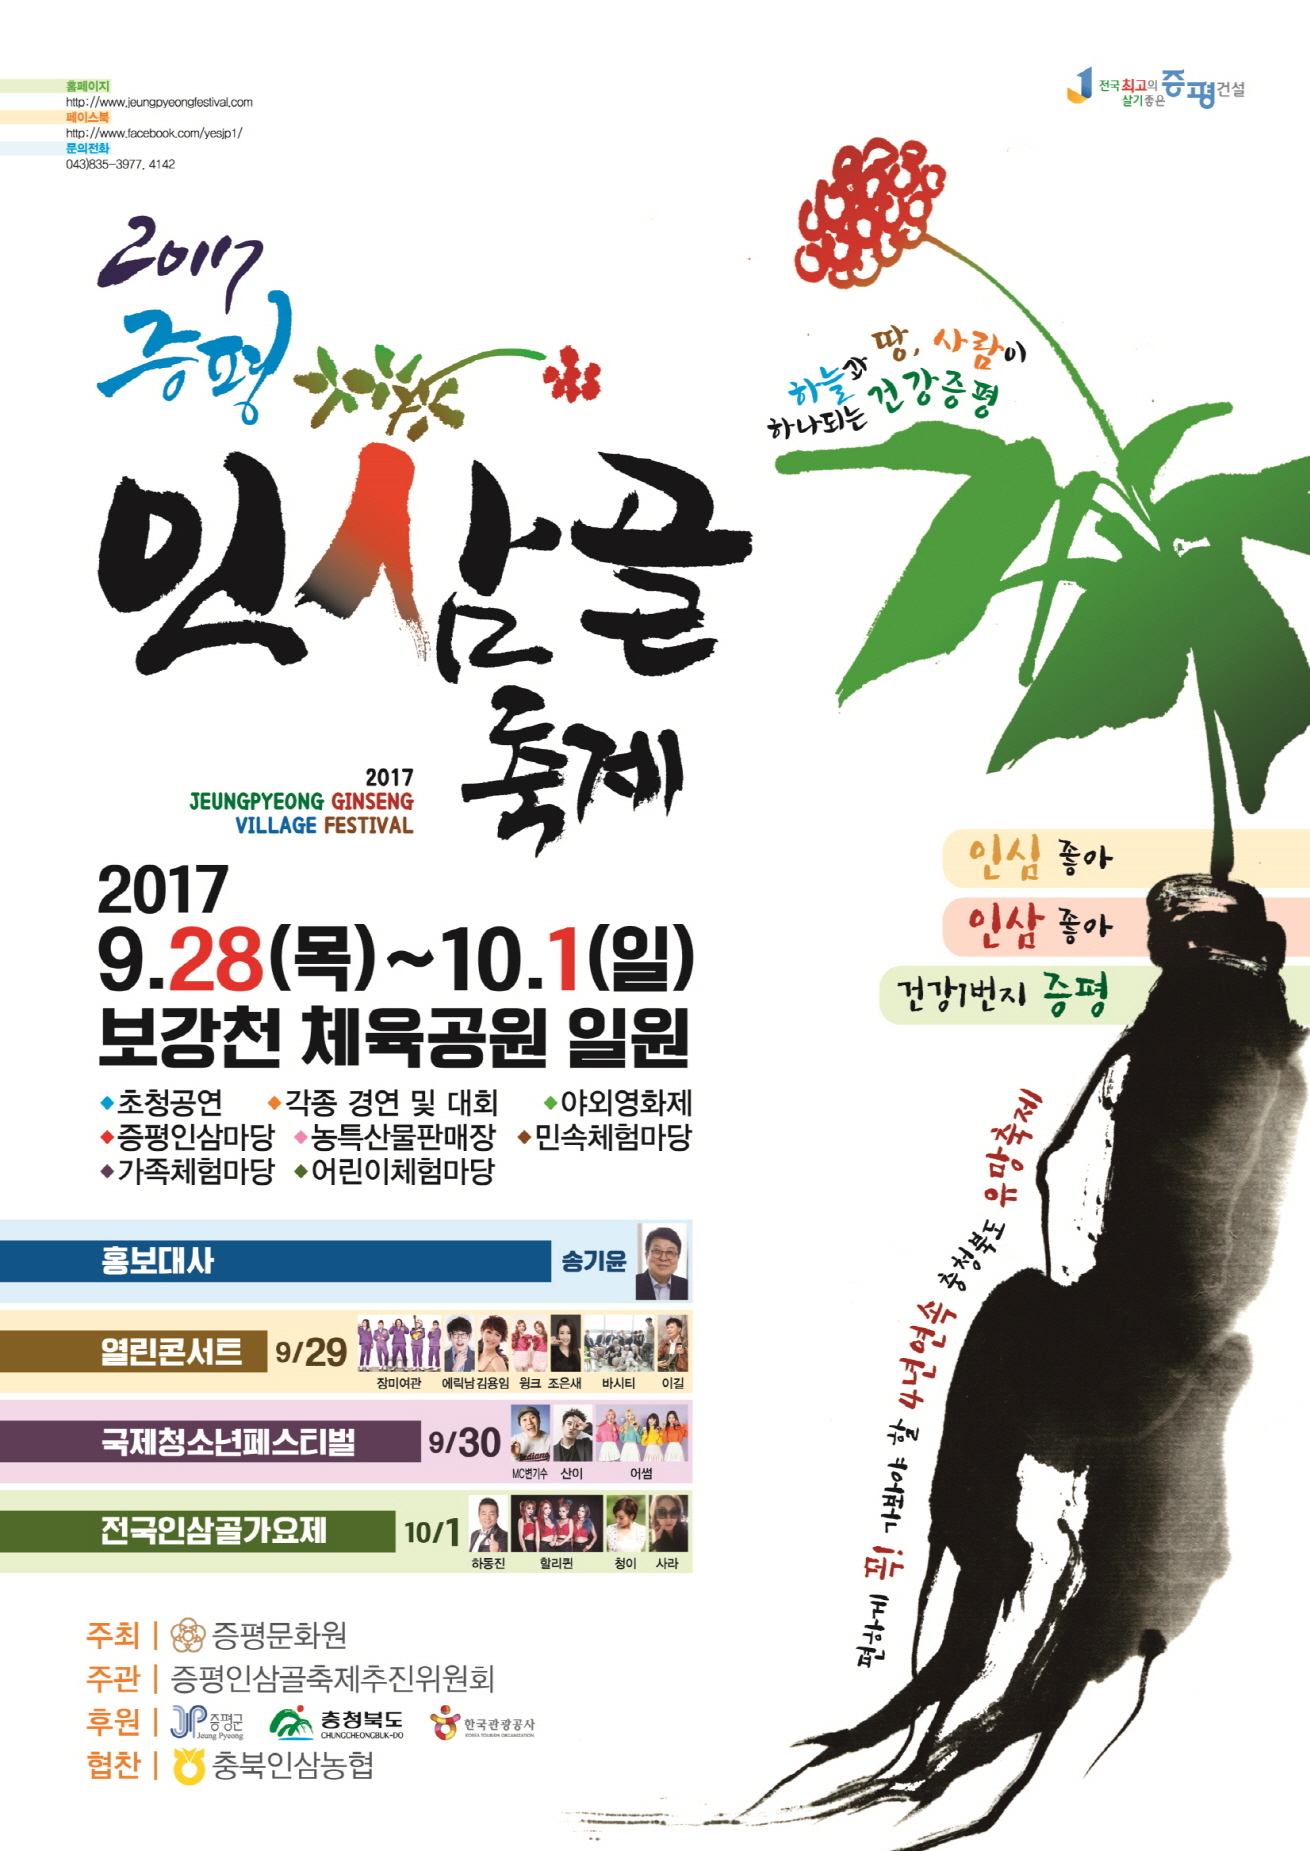 홈페이지
http://www.jeungpyeongfestival.com
페이스북
http://www.facebook.com/yesjp1/
문의전화
043)835-3977, 4142
전국최고의
살기좋은
증평건설
2017
증평
인삼골
축제
하늘과 땅, 사람이
하나되는 건강증평
2017
JEUNGPYEONG GINSENG
VILLAGE FESTIVAL
2017
9.28(목)~10.1(일)
보강천 체육공원 일원
◆초청공연 ◆각종 경연 및 대회 ◆야외영화제
◆증평인삼마당 ◆농특산물판매장 ◆민속체험마당
◆가족체험마당 ◆어린이체험마당
인심 좋아
인삼 좋아
건강1번지 증평
충청북도 유망축제
4년연속
홍보대사 송기윤
열린콘서트 9/29
장미여관 에릭남 김용임 윙크 조은새 바시티 이길
국제청소년페스티벌 9/30
indians
MC변기수 산이 어썸
전국인삼골가요제 10/1
하동진 할리퀸 청이 사라
주최 | 증평문화원
주관 | 증평인삼골축제추진위원회
후원 | 증평군 Jeung Pyeong 충청북도 CHUNGCHEONGBUK-DO 한국관광공사 KOREA TOURISM ORGANIZATION
협찬 | 충북인삼농협